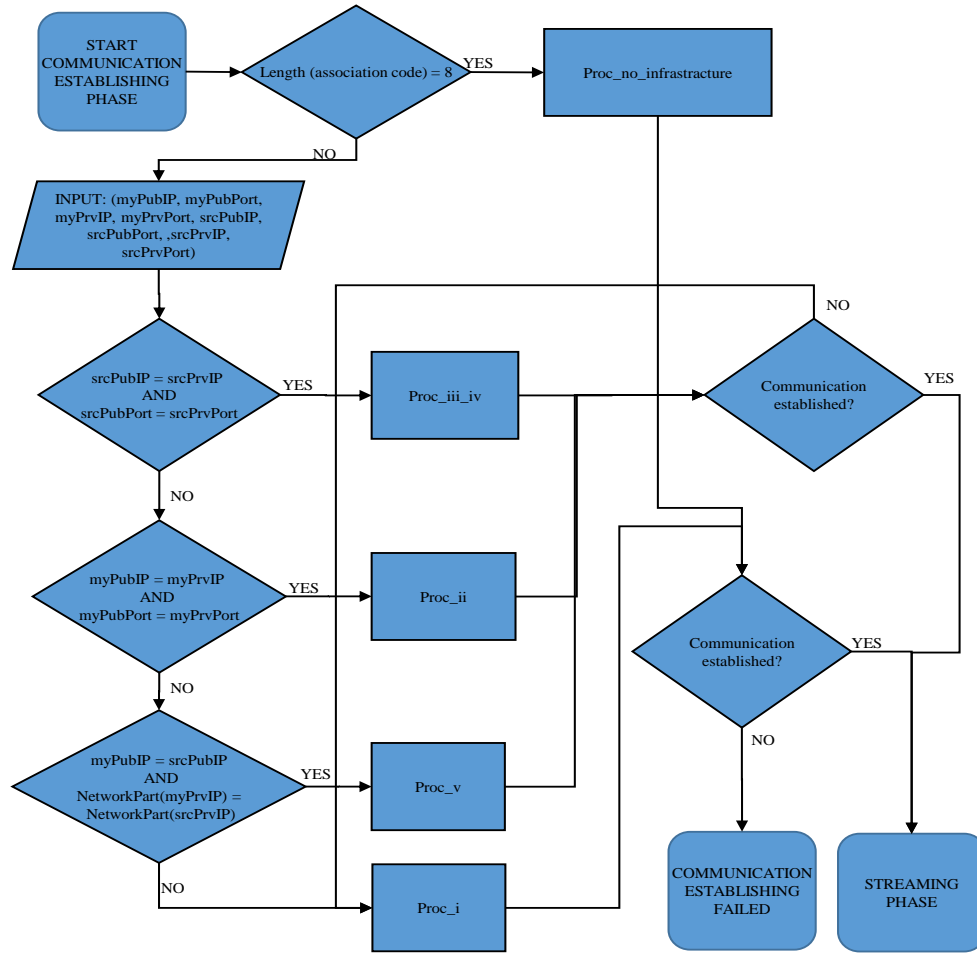 START
COMMUNICATION
ESTABLISHING
PHASE
Length (association code) = 8
YES
Proc_no_infrastracture
NO
INPUT: (myPubIP, myPubPort,
myPrvIP, myPrvPort, srcPubIP,
srcPubPort, ,srcPrvIP,
srcPrvPort)
srcPubIP = srcPrvIP
AND
srcPubPort = srcPrvPort
YES
Proc_iii_iv
NO
Communication
established?
YES
NO
myPubIP = myPrvIP
AND
myPubPort = myPrvPort
YES
Proc_ii
Communication
established?
YES
NO
NO
myPubIP = srcPubIP
AND
NetworkPart(myPrvIP) =
NetworkPart(srcPrvIP)
YES
Proc_v
NO
Proc_i
COMMUNICATION
ESTABLISHING
FAILED
STREAMING
PHASE